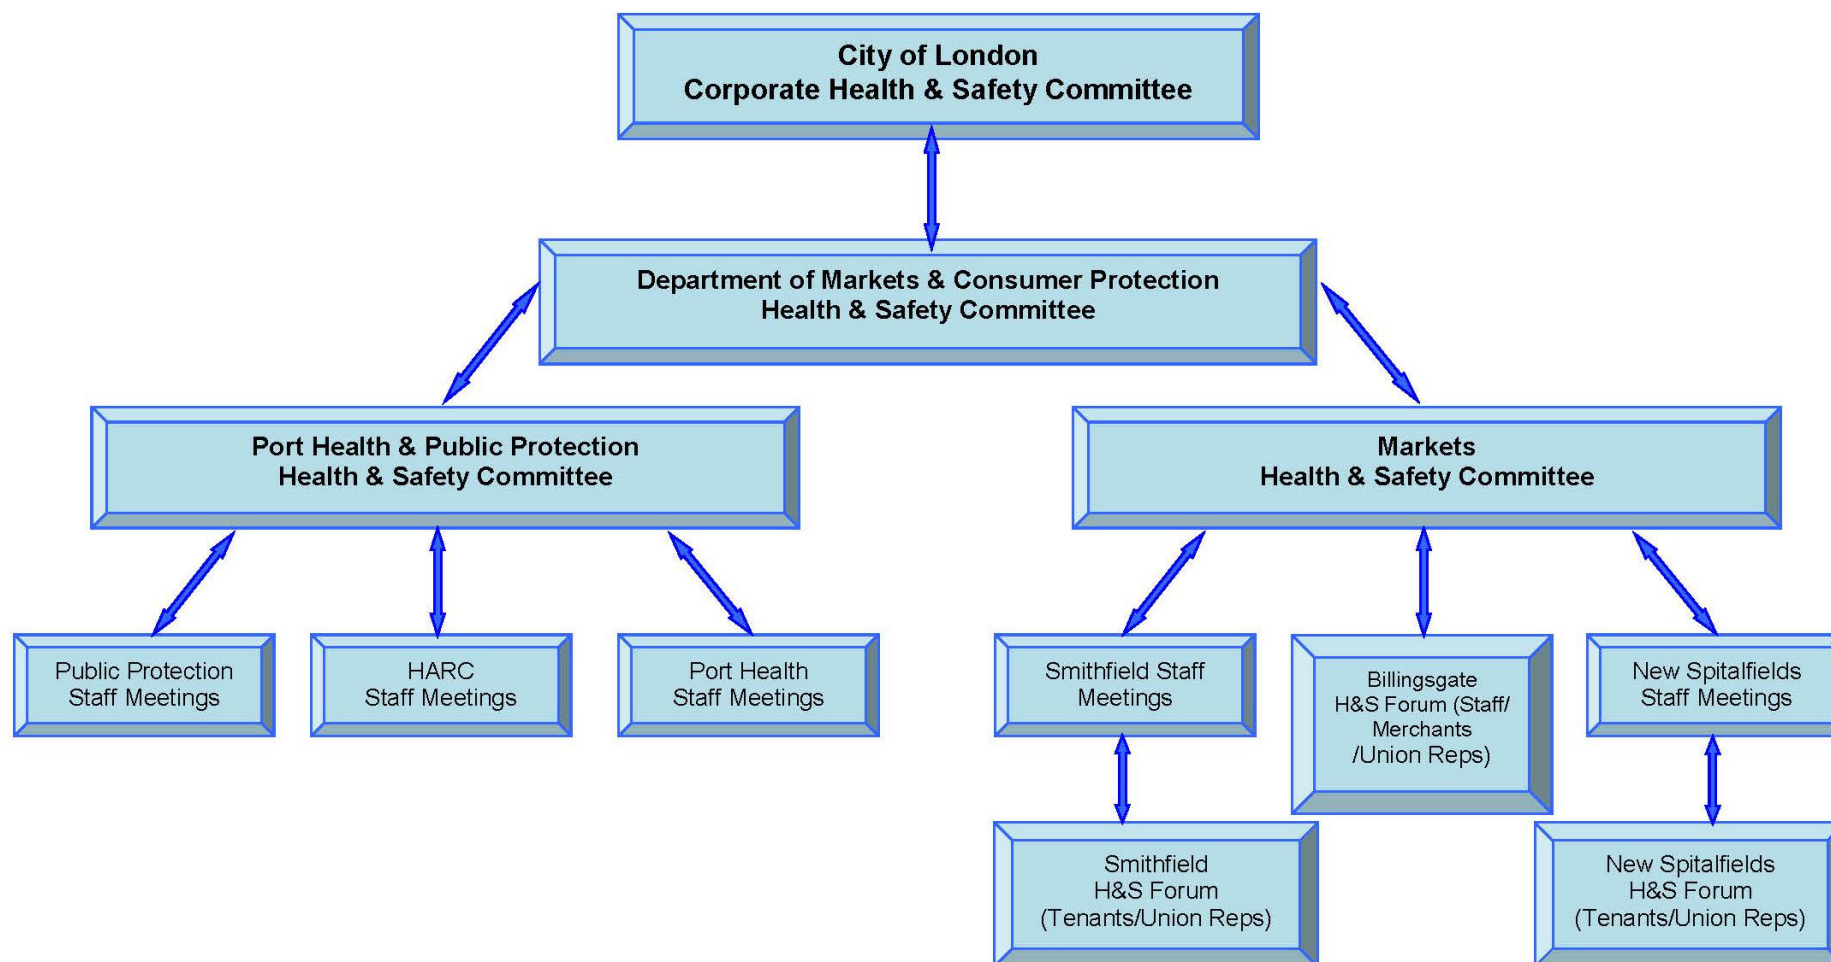 City of London
Corporate Health & Safety Committee
Department of Markets & Consumer Protection
Health & Safety Committee
Port Health & Public Protection
Health & Safety Committee
Markets
Health & Safety Committee
Public Protection
Staff Meetings
HARC
Staff Meetings
Port Health
Staff Meetings
Smithfield Staff
Meetings
Billingsgate
H&S Forum (Staff/
Merchants
/Union Reps)
New Spitalfields
Staff Meetings
Smithfield
H&S Forum
(Tenants/Union Reps)
New Spitalfields
H&S Forum
(Tenants/Union Reps)